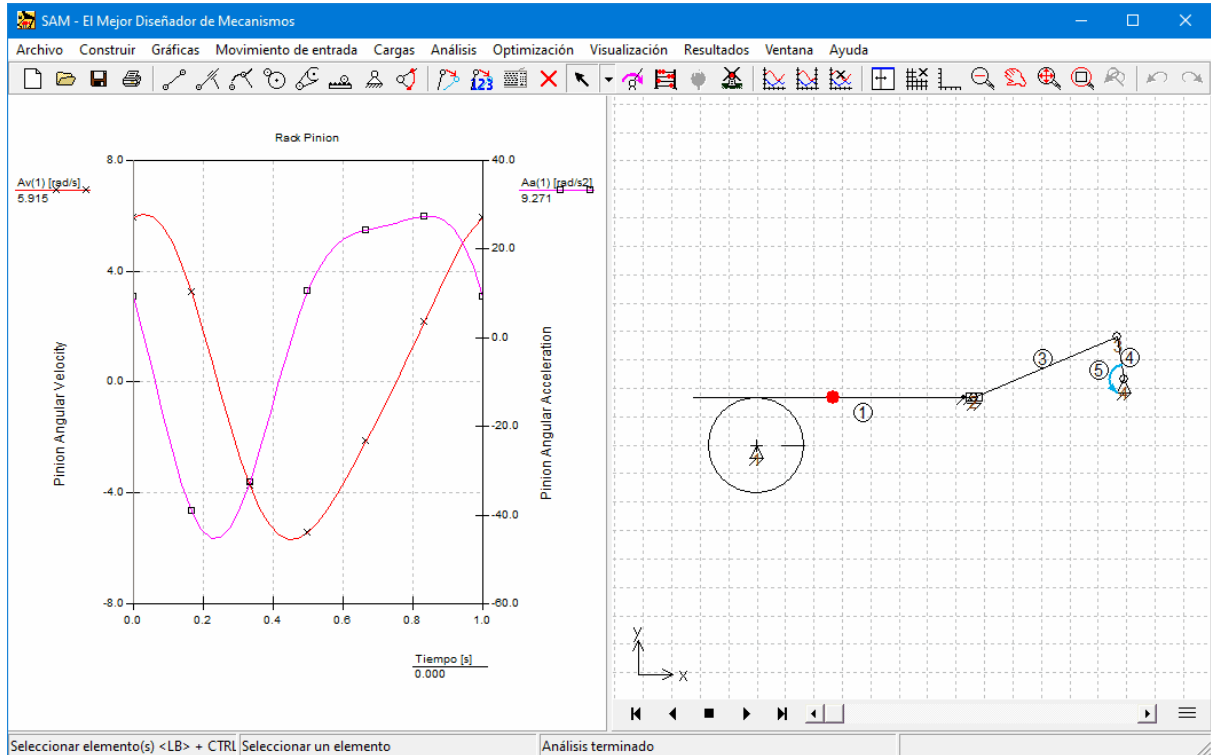 SAM - El Mejor Diseñador de Mecanismos
Archivo Construir Gráficas Movimiento de entrada Cargas Análisis Optimización Visualización Resultados Ventana Ayuda
123
Rack Pinion
8.0
40.0
Av(1) [rad/s]
5.915
Aa(1) [rad/s2]
9.271
20.0
4.0
0.0
0.0
-20.0
-4.0
-40.0
-8.0
-60.0
Pinion Angular Velocity
Pinion Angular Acceleration
0.0 0.2 0.4 0.6 0.8 1.0
Tiempo [s]
0.000
3
4
5
1
y
x
Seleccionar elemento(s) <LB> + CTRL
Seleccionar un elemento
Análisis terminado